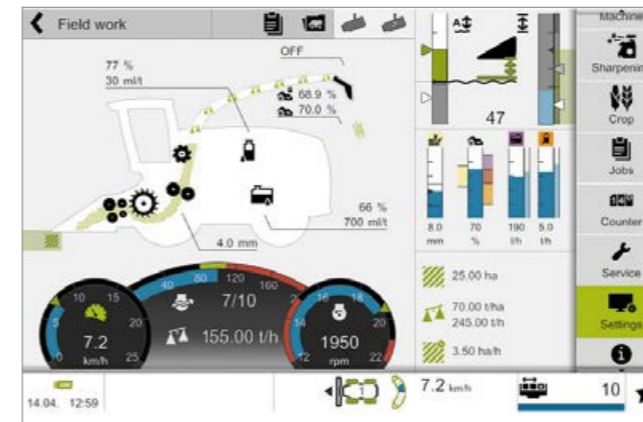 Field work
Machine
Sharpening
Crop
Jobs
Counter
Service
Settings
OFF
77 %
30 ml/t
68.9 %
70.0 %
66 %
700 ml/t
4.0 mm
A
47
8.0
mm
70
%
190
l/h
5.0
l/h
25.00 ha
70.00 t/ha
245.00 t/h
3.50 ha/h
0
5
10
15
20
25
7.2
km/h
40
80
120
160
7/10
155.00 t/h
12
14
16
18
20
22
1950
rpm
14.04. 12:59
1
7.2 km/h
10